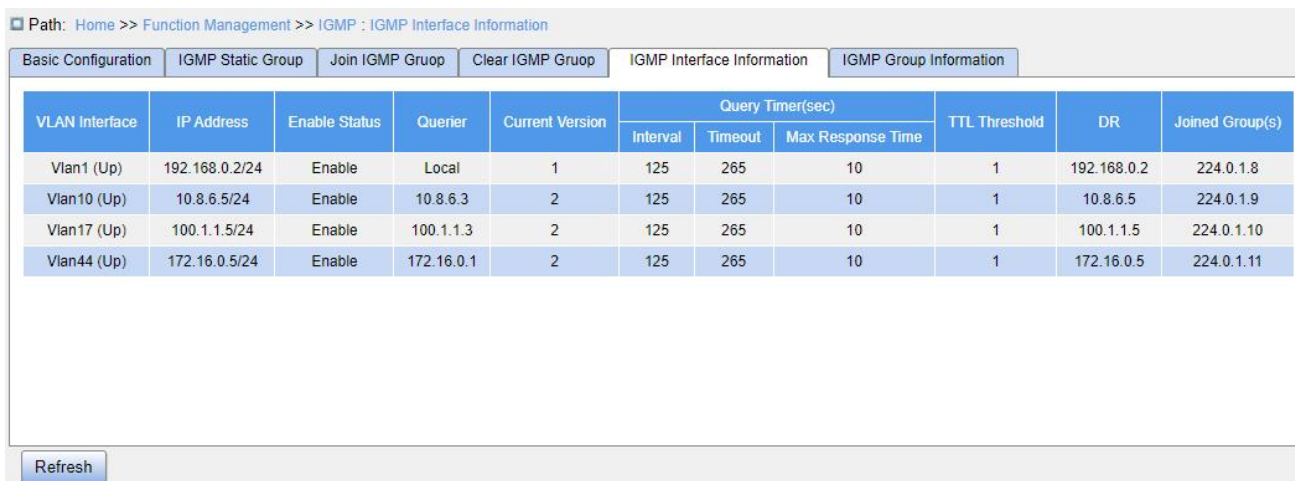 Path: Home >> Function Management >> IGMP : IGMP Interface Information
Basic Configuration IGMP Static Group Join IGMP Gruop Clear IGMP Gruop IGMP Interface Information IGMP Group Information
VLAN Interface IP Address Enable Status Querier Current Version Query Timer(sec) TTL Threshold DR Joined Group(s)
Interval Timeout Max Response Time
Vlan1 (Up) 192.168.0.2/24 Enable Local 1 125 265 10 1 192.168.0.2 224.0.1.8
Vlan10 (Up) 10.8.6.5/24 Enable 10.8.6.3 2 125 265 10 1 10.8.6.5 224.0.1.9
Vlan17 (Up) 100.1.1.5/24 Enable 100.1.1.3 2 125 265 10 1 100.1.1.5 224.0.1.10
Vlan44 (Up) 172.16.0.5/24 Enable 172.16.0.1 2 125 265 10 1 172.16.0.5 224.0.1.11
Refresh